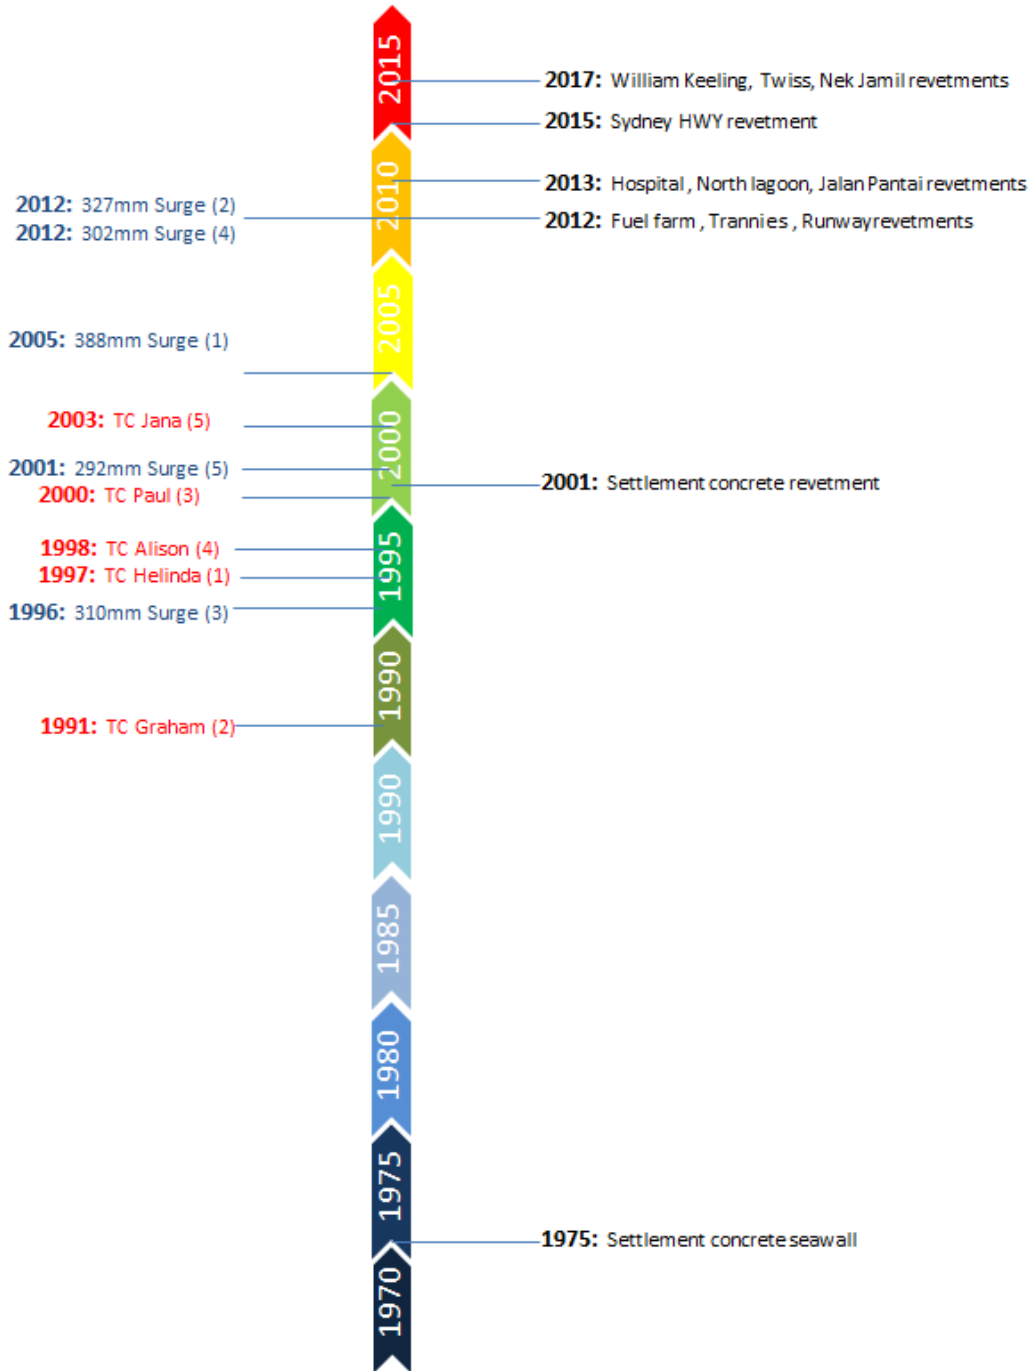 2015
2017: William Keeling, Twiss, Nek Jamil revetments
2015: Sydney HWY revetment
2010
2013: Hospital , North lagoon, Jalan Pantai revetments
2012: 327mm Surge (2)
2012: Fuel farm , Trannies , Runwayrevetments
2012: 302mm Surge (4)
2005
2005: 388mm Surge (1)
2003: TC Jana (5)
2000
2001: 292mm Surge (5)
2001: Settlement concrete revetment
2000: TC Paul (3)
1995
1998: TC Alison (4)
1997: TC Helinda (1)
1996: 310mm Surge (3)
1990
1991: TC Graham (2)
1990
1985
1980
1975
1975: Settlement concrete seawall
1970